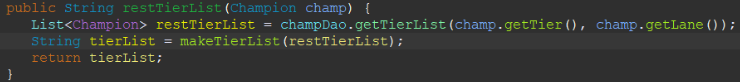 public String restTierList(Champion champ) {
List<Champion> restTierList = champDao.getTierList(champ.getTier(), champ.getLane());
String tierList = makeTierList(restTierList);
return tierList;
}